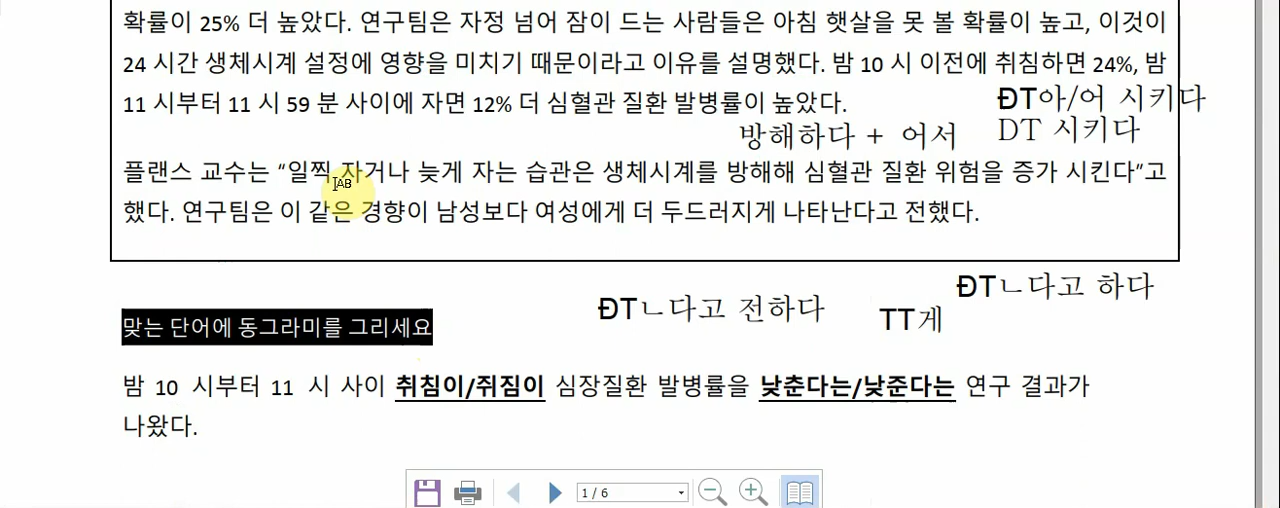 확률이 25% 더 높았다. 연구팀은 자정 넘어 잠이 드는 사람들은 아침 햇살을 못 볼 확률이 높고, 이것이
24 시간 생체시계 설정에 영향을 미치기 때문이라고 이유를 설명했다. 밤 10 시 이전에 취침하면 24%, 밤
11 시부터 11 시 59 분 사이에 자면 12% 더 심혈관 질환 발병률이 높았다.
ĐT아/어 시키다
방해하다 + 어서
DT 시키다
플랜스 교수는 “일찍 자거나 늦게 자는 습관은 생체시계를 방해해 심혈관 질환 위험을 증가 시킨다”고
AB
했다. 연구팀은 이 같은 경향이 남성보다 여성에게 더 두드러지게 나타난다고 전했다.
ĐTㄴ다고 하다
ĐTㄴ다고 전하다
TT게
맞는 단어에 동그라미를 그리세요
밤 10 시부터 11 시 사이 취침이/쥐짐이 심장질환 발병률을 낮춘다는/낮준다는 연구 결과가
나왔다.
1 / 6